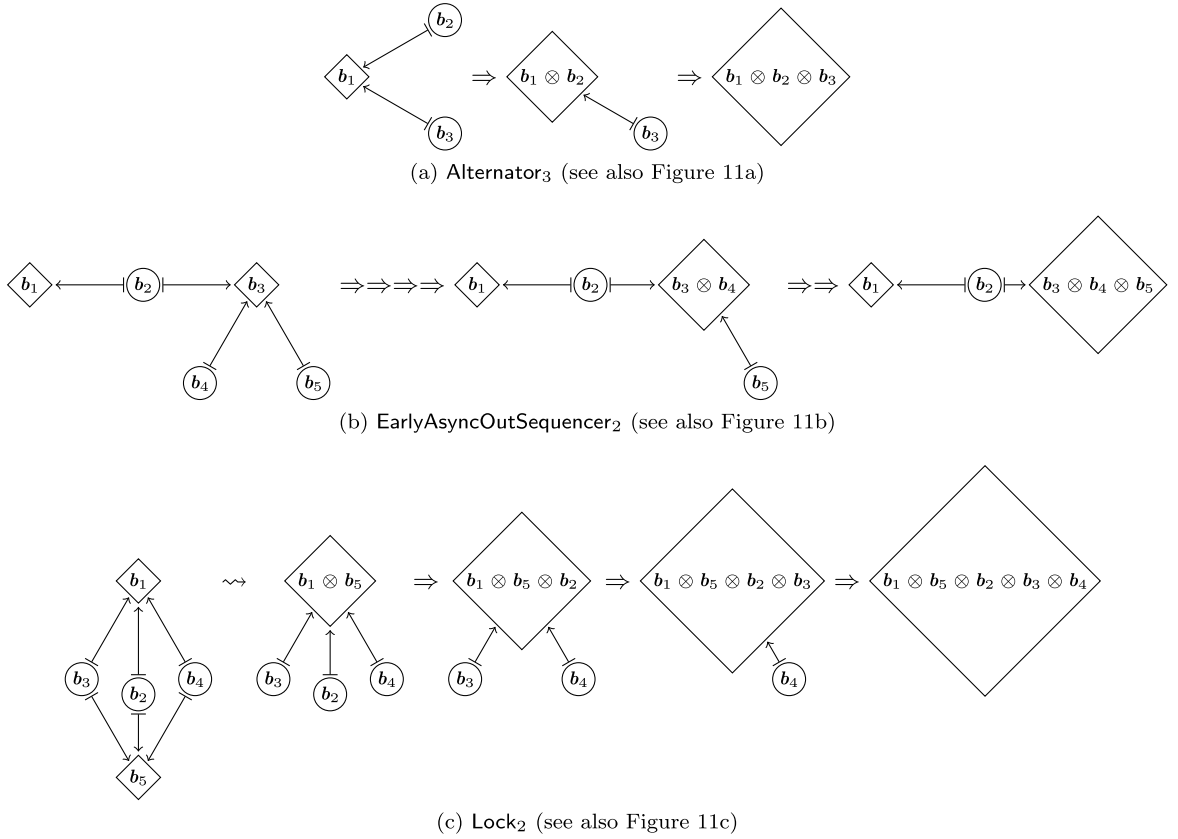 b₂
b₁ ⇒ b₁ ⊗ b₂ ⇒ b₁ ⊗ b₂ ⊗ b₃
b₃ b₃
(a) Alternator₃ (see also Figure 11a)
b₁ b₂ b₃ ⇒⇒⇒⇒ b₁ b₂ b₃ ⊗ b₄ ⇒⇒ b₁ b₂ b₃ ⊗ b₄ ⊗ b₅
b₄ b₅ b₅
(b) EarlyAsyncOutSequencer₂ (see also Figure 11b)
b₁ ⇝ b₁ ⊗ b₅ ⇒ b₁ ⊗ b₅ ⊗ b₂ ⇒ b₁ ⊗ b₅ ⊗ b₂ ⊗ b₃ ⇒ b₁ ⊗ b₅ ⊗ b₂ ⊗ b₃ ⊗ b₄
b₃ b₂ b₄ b₃ b₂ b₄ b₃ b₄ b₄
b₅
(c) Lock₂ (see also Figure 11c)